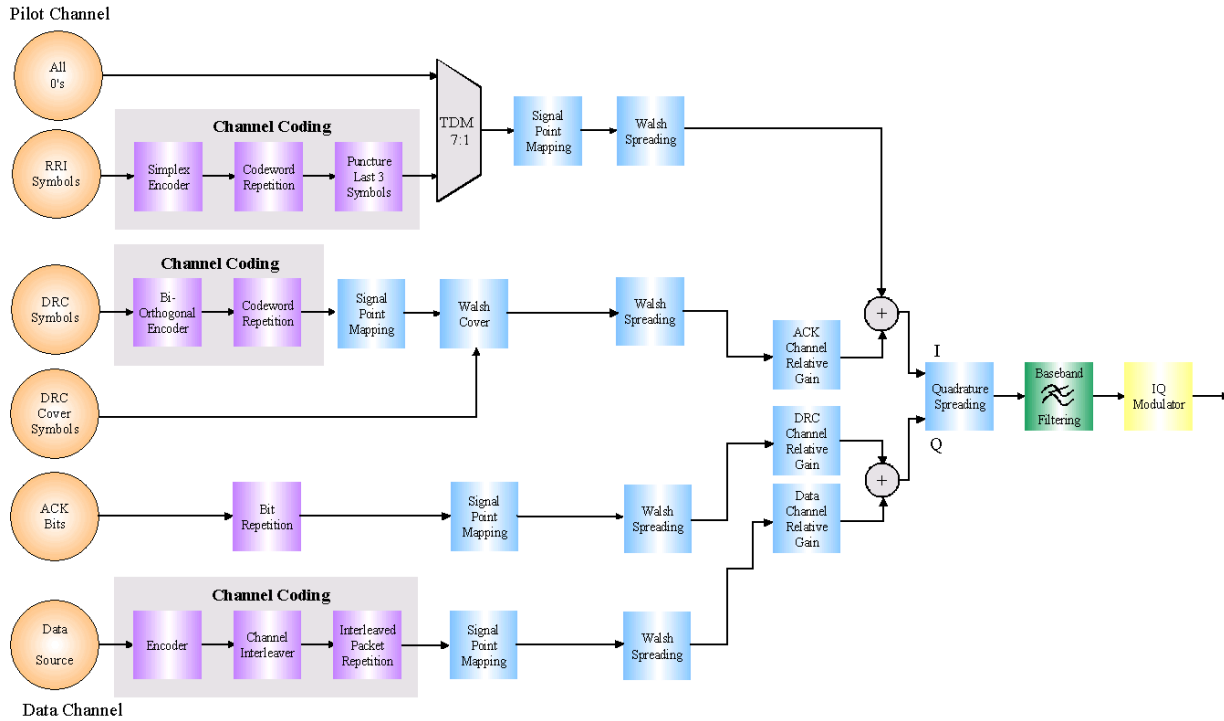 Pilot Channel
All
0's
Channel Coding
RRI
Symbols
Simplex
Encoder
Codeword
Repetition
Puncture
Last 3
Symbols
TDM
7:1
Signal
Point
Mapping
Walsh
Spreading
Channel Coding
DRC
Symbols
Bi-
Orthogonal
Encoder
Codeword
Repetition
Signal
Point
Mapping
Walsh
Cover
Walsh
Spreading
ACK
Channel
Relative
Gain
+
DRC
Cover
Symbols
I
Quadrature
Spreading
Q
Baseband
Filtering
IQ
Modulator
DRC
Channel
Relative
Gain
+
ACK
Bits
Bit
Repetition
Signal
Point
Mapping
Walsh
Spreading
Data
Channel
Relative
Gain
Channel Coding
Data
Source
Encoder
Channel
Interleaver
Interleaved
Packet
Repetition
Signal
Point
Mapping
Walsh
Spreading
Data Channel